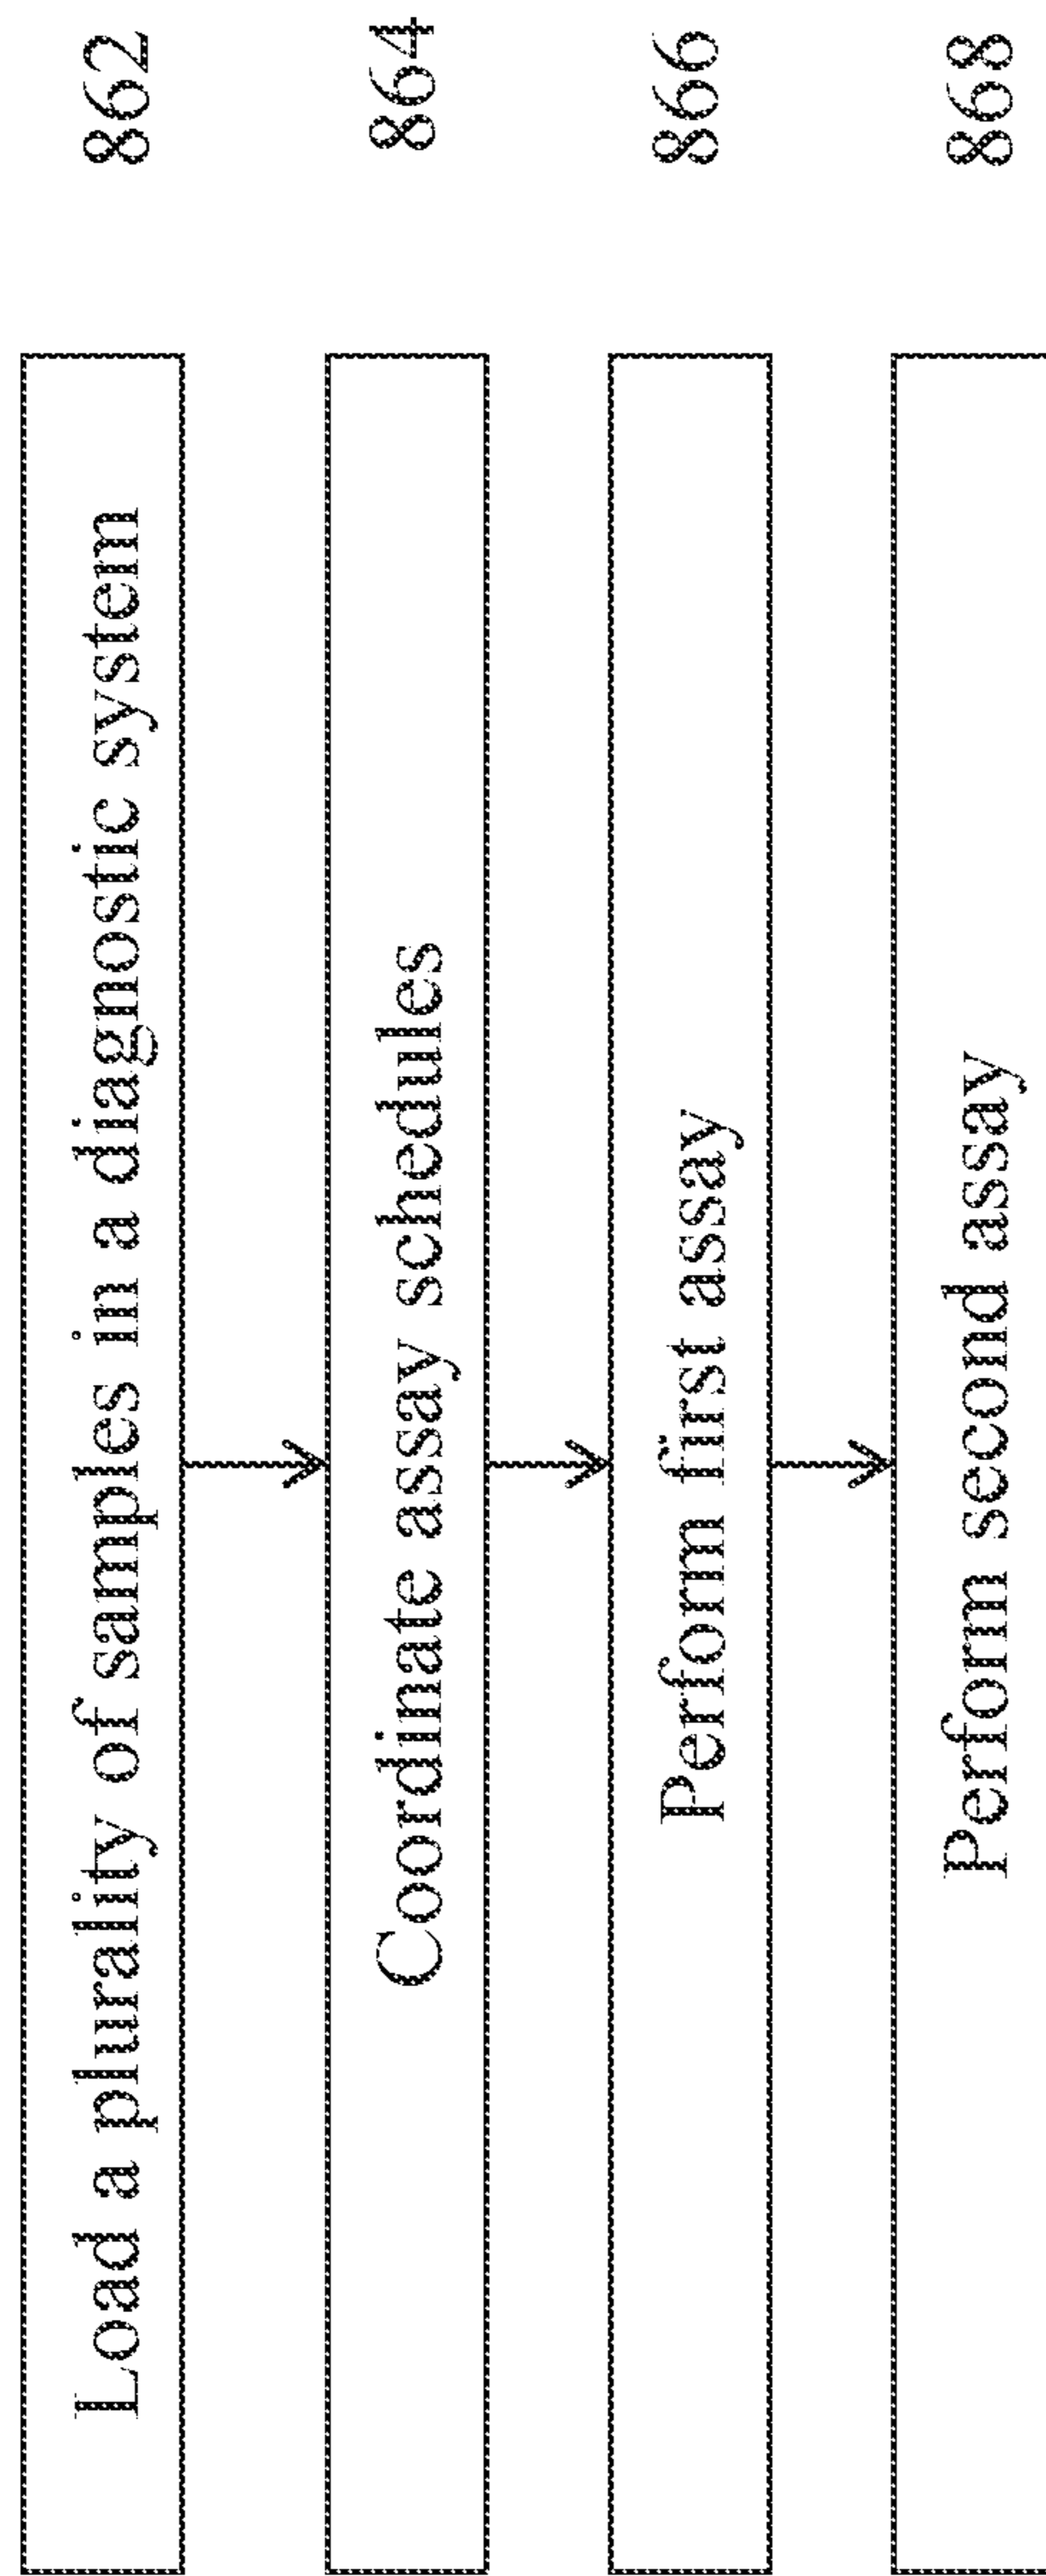 Load a plurality of samples in a diagnostic system 862
Coordinate assay schedules 864
Perform first assay 866
Perform second assay 868